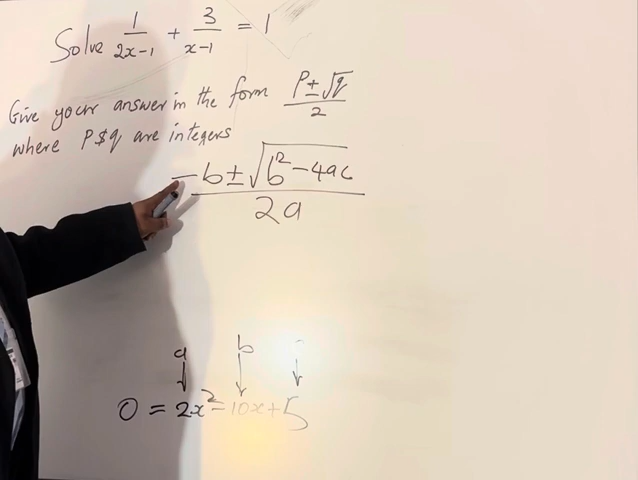 Solve 1/(2x-1) + 3/(x-1) = 1
Give your answer in the form (P±√q)/2
where P$q are integers
(-b±√(b²-4ac))/(2a)
a b
0 = 2x²-10x+5